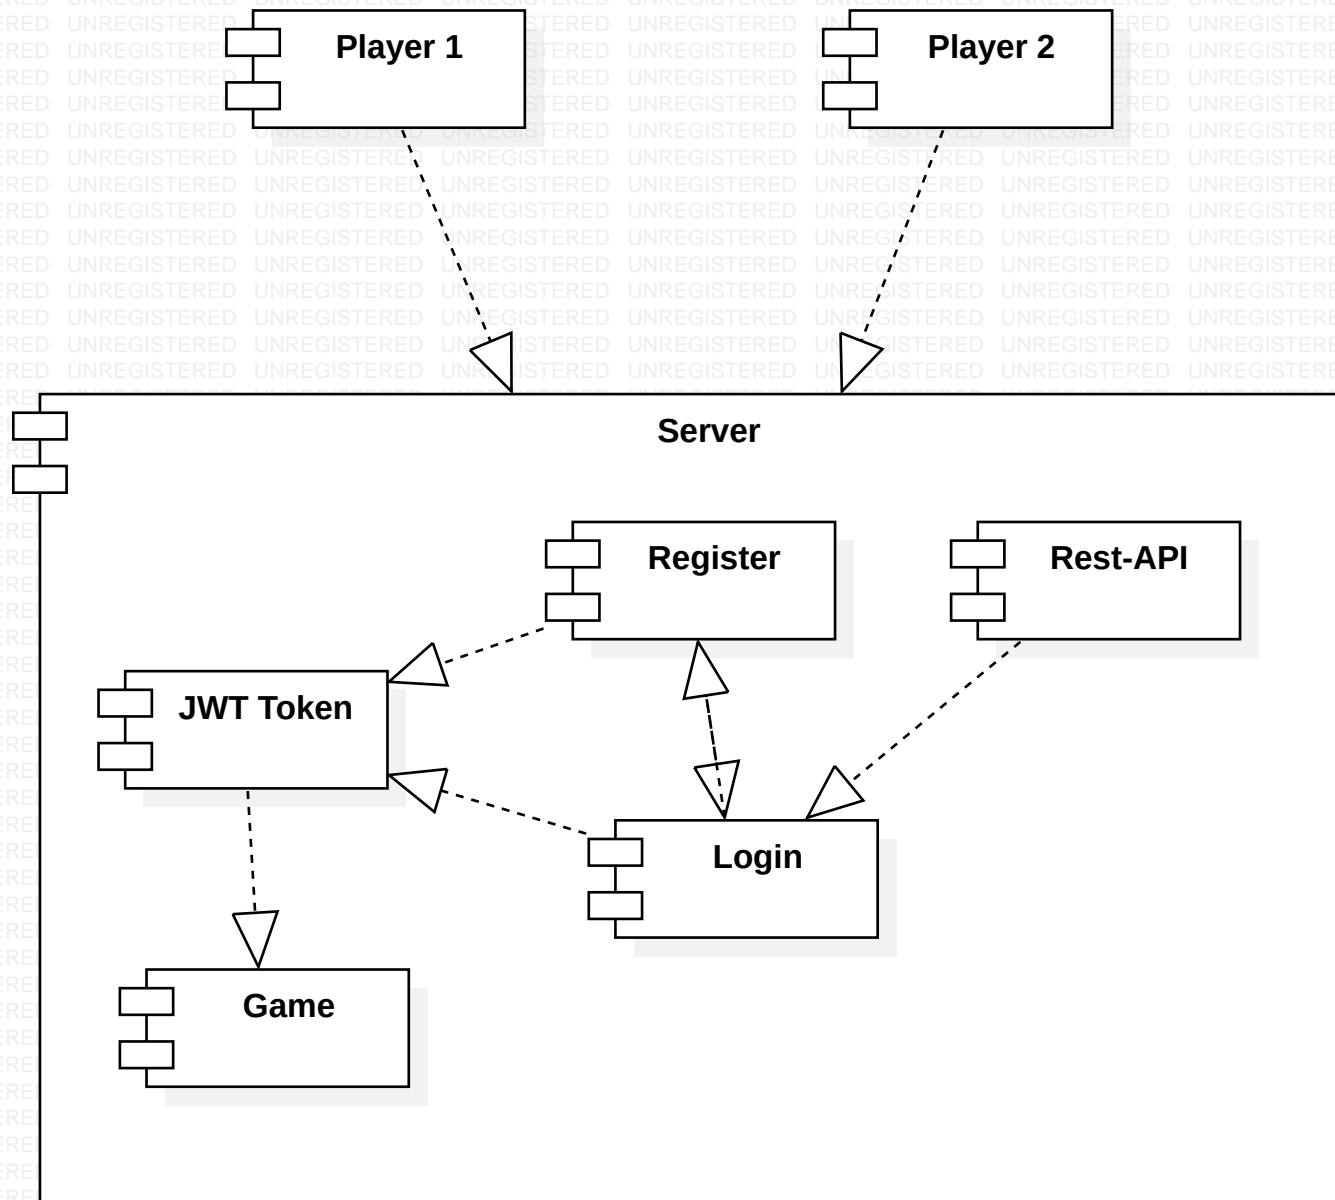 Player 1
Player 2
Server
Register
Rest-API
JWT Token
Login
Game
UNREGISTERED